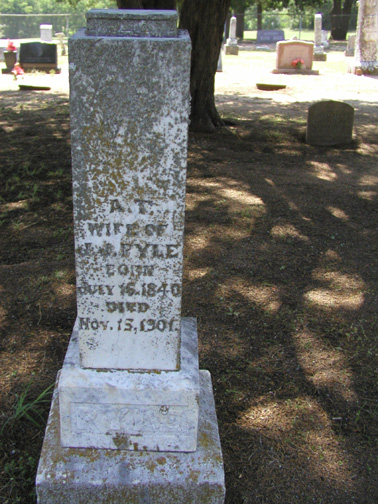 A. T.
WIFE OF
J. J. PYLE
BORN
JULY 16, 1840
DIED
NOV. 15, 1901.